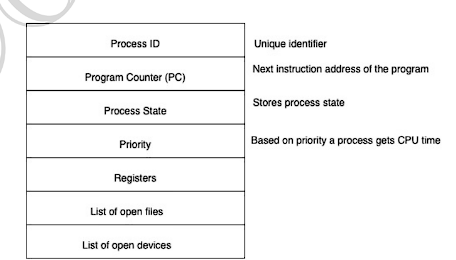 Process ID Unique identifier
Program Counter (PC) Next instruction address of the program
Process State Stores process state
Priority Based on priority a process gets CPU time
Registers
List of open files
List of open devices